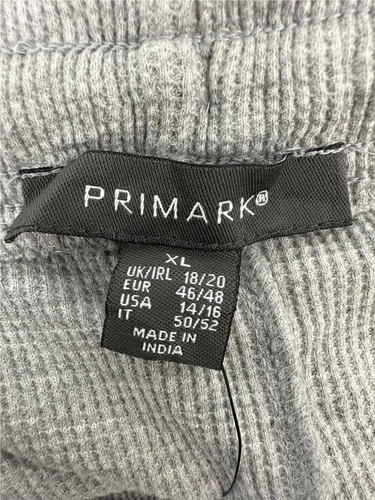 PRIMARK®
XL
UK/IRL 18/20
EUR 46/48
USA 14/16
IT 50/52
MADE IN
INDIA